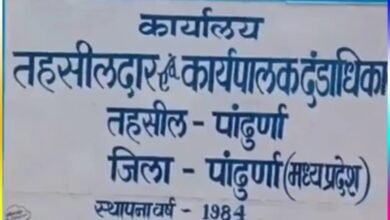 कार्यालय
तहसीलदार एवं कार्यपालक दंडाधिका
तहसील - पांढुर्णा
जिला - पांढुर्णा (मध्यप्रदेश)
स्थापना वर्ष - 1984